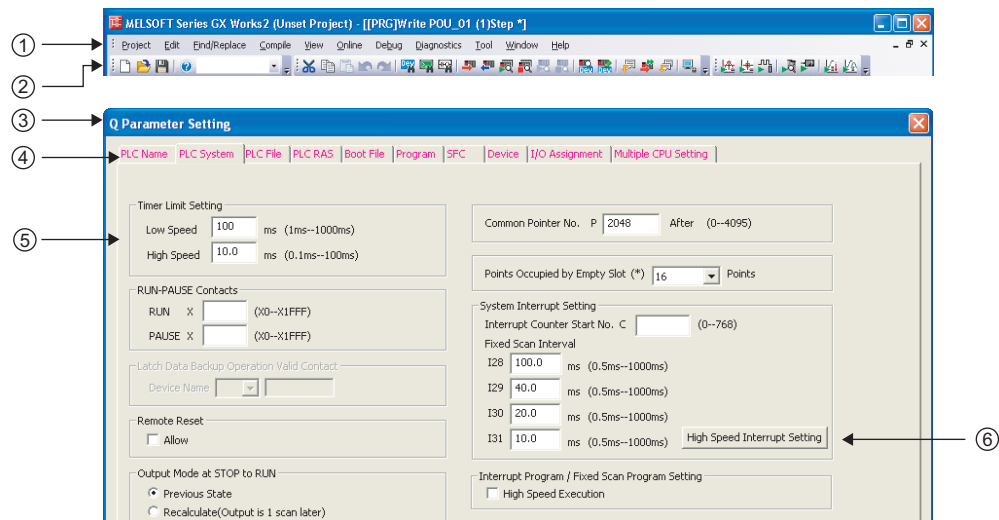 MELSOFT Series GX Works2 (Unset Project) - [[PRG]Write POU_01 (1)Step *]
① Project Edit Find/Replace Compile View Online Debug Diagnostics Tool Window Help
②
③ Q Parameter Setting
④ PLC Name PLC System PLC File PLC RAS Boot File Program SFC Device I/O Assignment Multiple CPU Setting
Timer Limit Setting
⑤ Low Speed 100 ms (1ms--1000ms)
High Speed 10.0 ms (0.1ms--100ms)
RUN-PAUSE Contacts
RUN X (X0--X1FFF)
PAUSE X (X0--X1FFF)
Latch Data Backup Operation Valid Contact
Device Name
Remote Reset
Allow
Output Mode at STOP to RUN
Previous State
Recalculate(Output is 1 scan later)
Common Pointer No. P 2048 After (0--4095)
Points Occupied by Empty Slot (*) 16 Points
System Interrupt Setting
Interrupt Counter Start No. C (0--768)
Fixed Scan Interval
I28 100.0 ms (0.5ms--1000ms)
I29 40.0 ms (0.5ms--1000ms)
I30 20.0 ms (0.5ms--1000ms)
I31 10.0 ms (0.5ms--1000ms) High Speed Interrupt Setting ⑥
Interrupt Program / Fixed Scan Program Setting
High Speed Execution